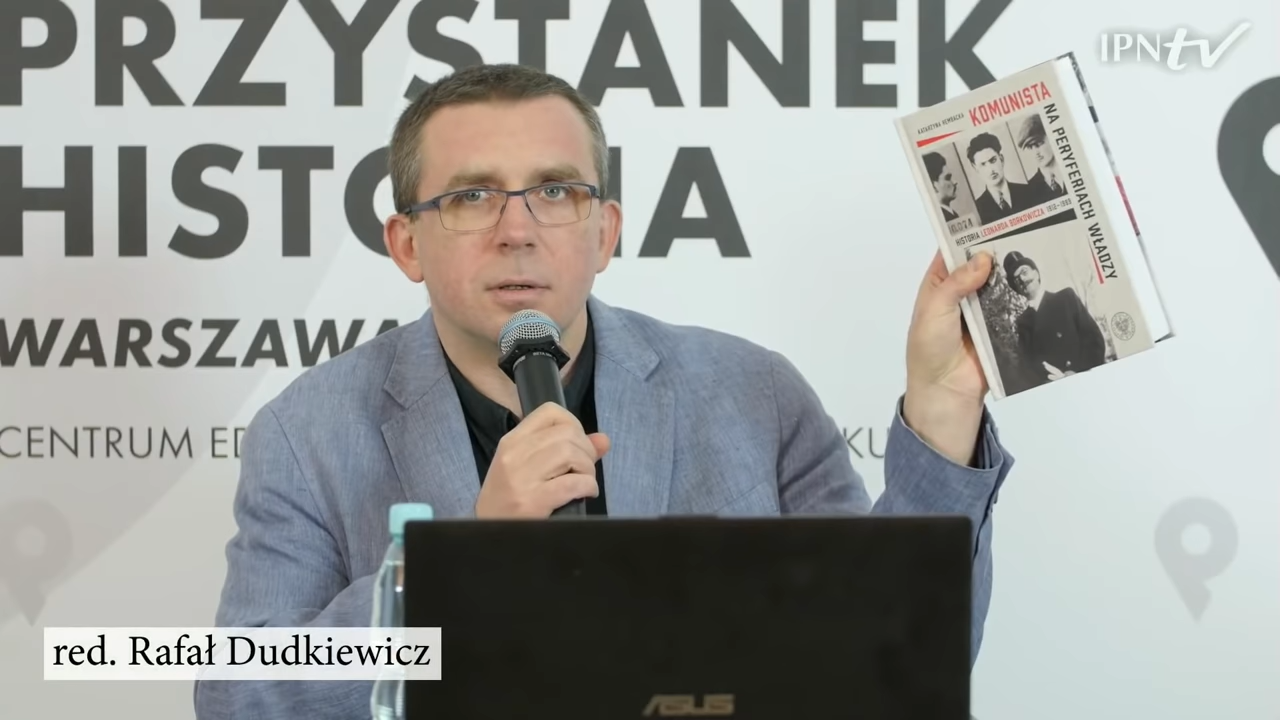 PRZYSTANEK
HISTORIA
WARSZAWA
CENTRUM ED
KU
IPNtv
KATARZYNA REMBACKA
KOMUNISTA
NA PERYFERIACH WŁADZY
HISTORIA LEONARDA BORKOWICZA 1912–1989
red. Rafał Dudkiewicz
ASUS